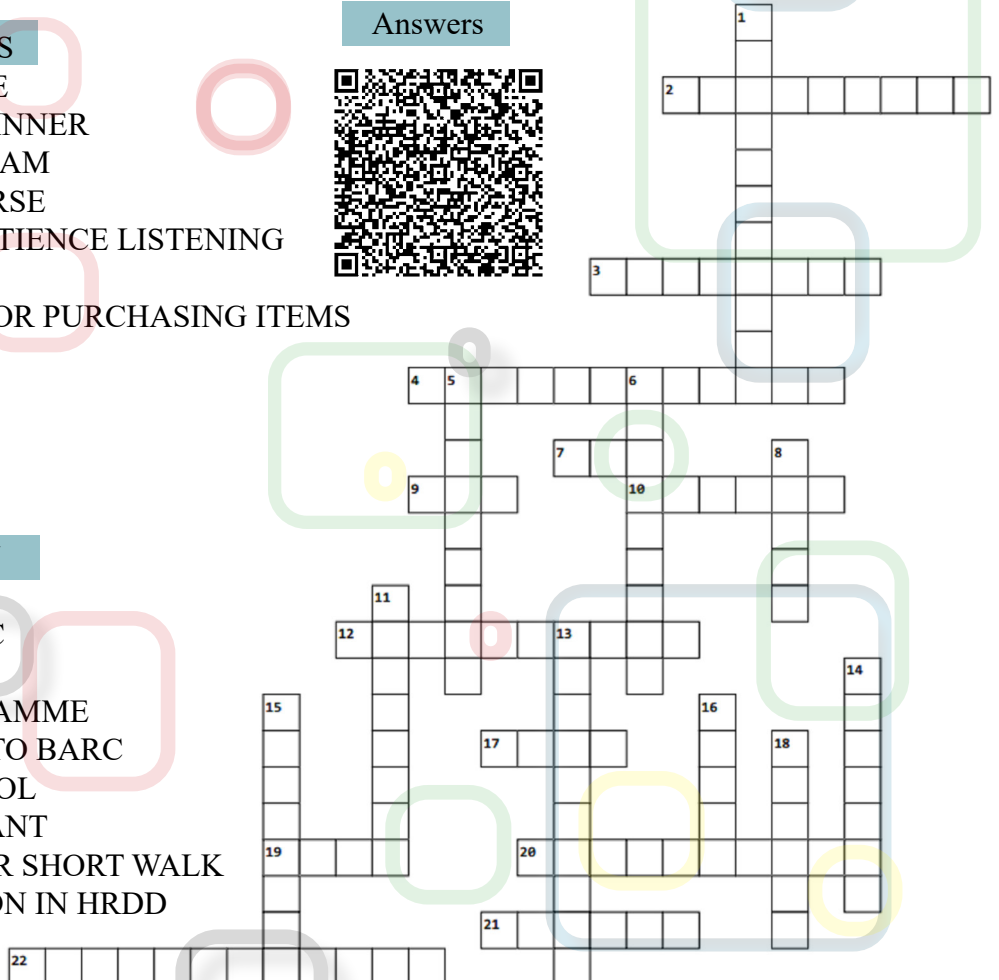 Answers
S
E
INNER
AM
RSE
TIENCE LISTENING
OR PURCHASING ITEMS
C
AMME
TO BARC
OL
ANT
R SHORT WALK
ON IN HRDD
1
2
3
4 5 6
7 8
9 10
11
12 13
14
15 16
17 18
19 20
21
22